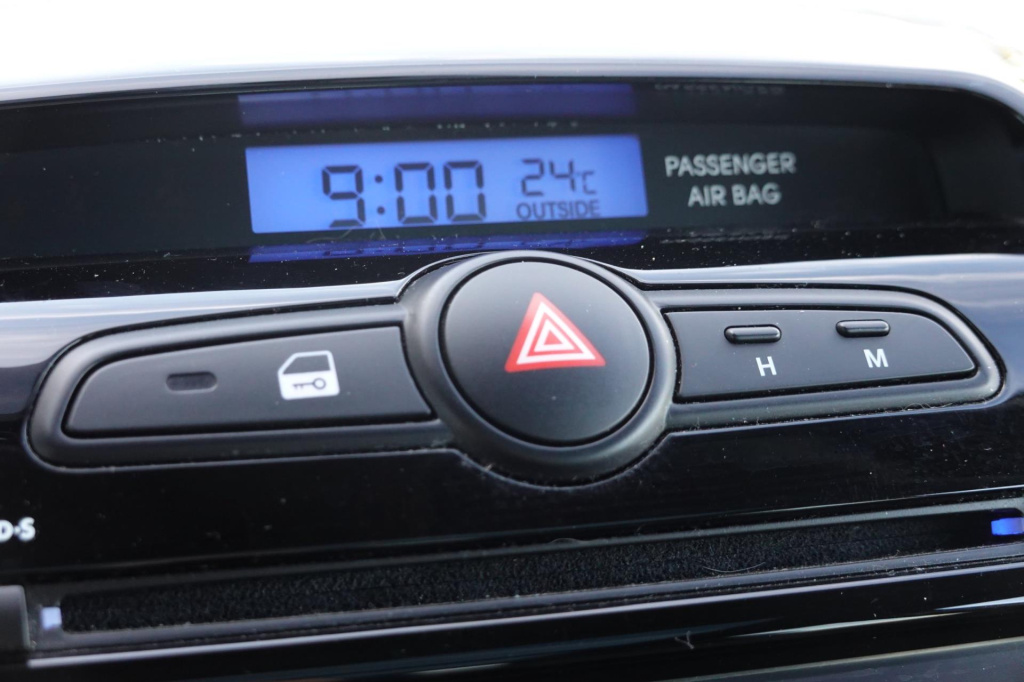 9:00 24°C
OUTSIDE
PASSENGER
AIR BAG
H M
D·S